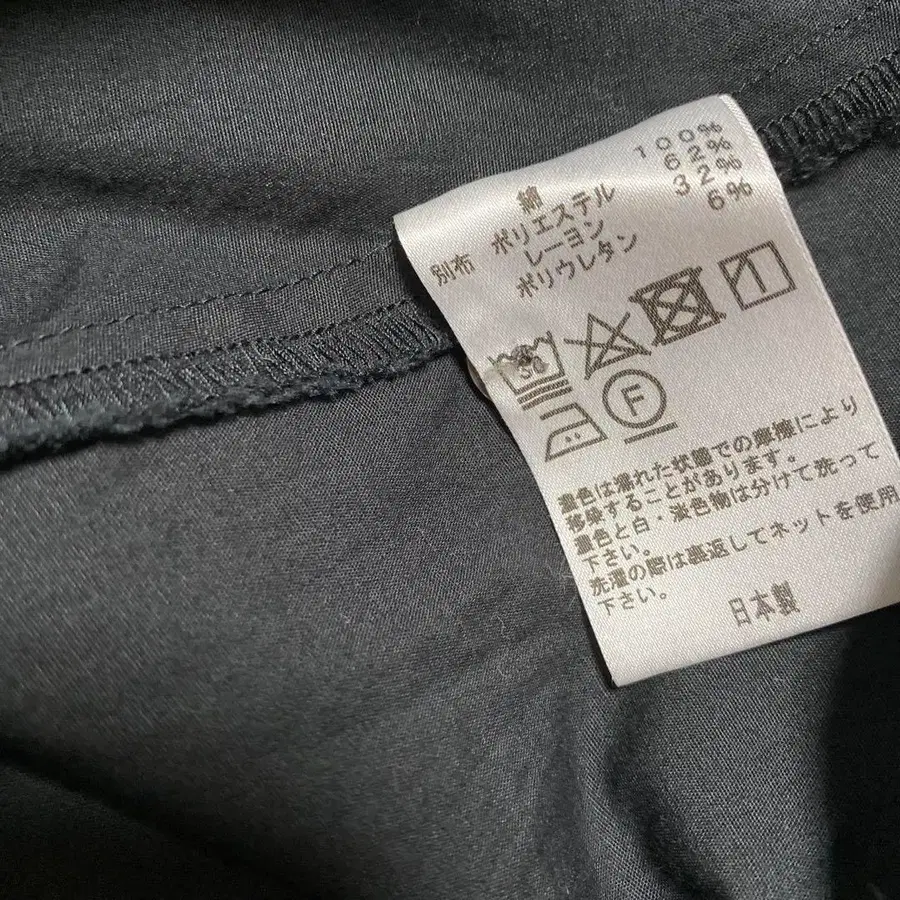 綿 100%
別布 ポリエステル 62%
レーヨン 32%
ポリウレタン 6%
30
F
濃色は濡れた状態での摩擦により
移染することがあります。
濃色と白・淡色物は分けて洗って
下さい。
洗濯の際は裏返してネットを使用
下さい。
日本製